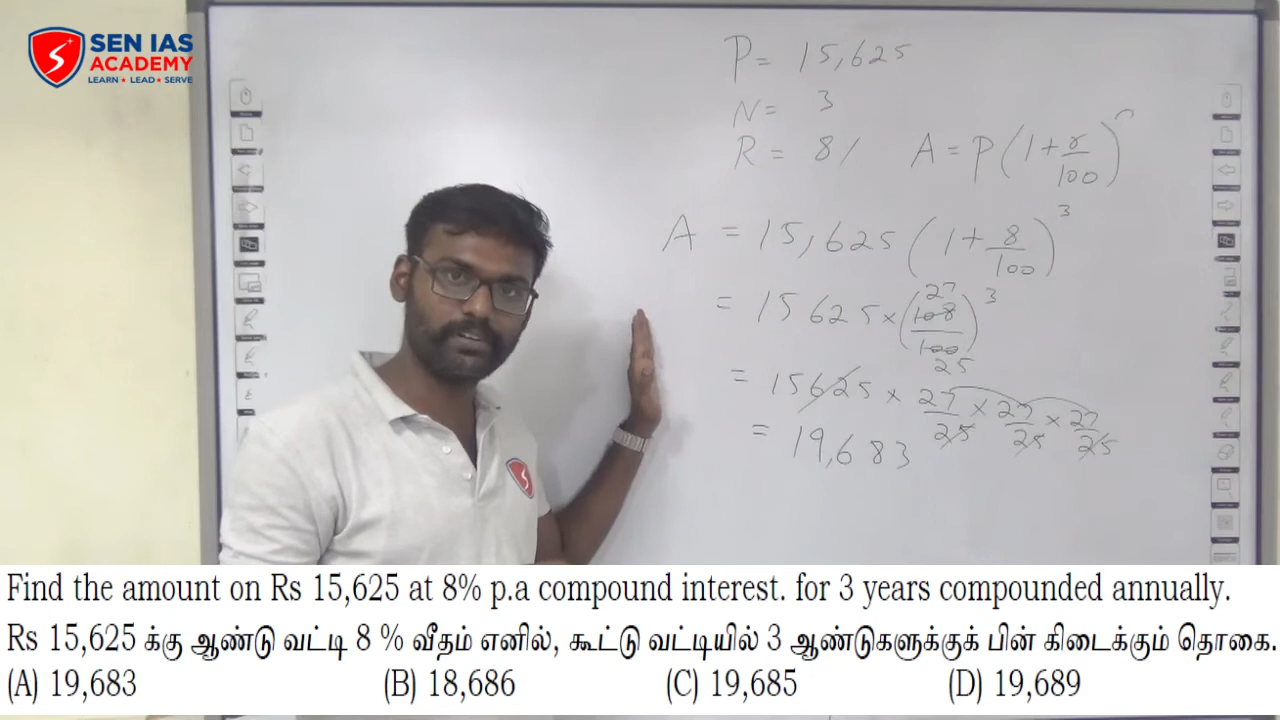 SEN IAS
ACADEMY
LEARN ★ LEAD ★ SERVE
P = 15,625
N = 3
R = 8/ A = P(1+r/100)^n
A = 15,625(1+8/100)^3
27
= 15625×(108/100)^3
25
= 15625 × 27/25 × 27/25 × 27/25
= 19,683
Find the amount on Rs 15,625 at 8% p.a compound interest. for 3 years compounded annually.
Rs 15,625 க்கு ஆண்டு வட்டி 8 % வீதம் எனில், கூட்டு வட்டியில் 3 ஆண்டுகளுக்குக் பின் கிடைக்கும் தொகை.
(A) 19,683 (B) 18,686 (C) 19,685 (D) 19,689